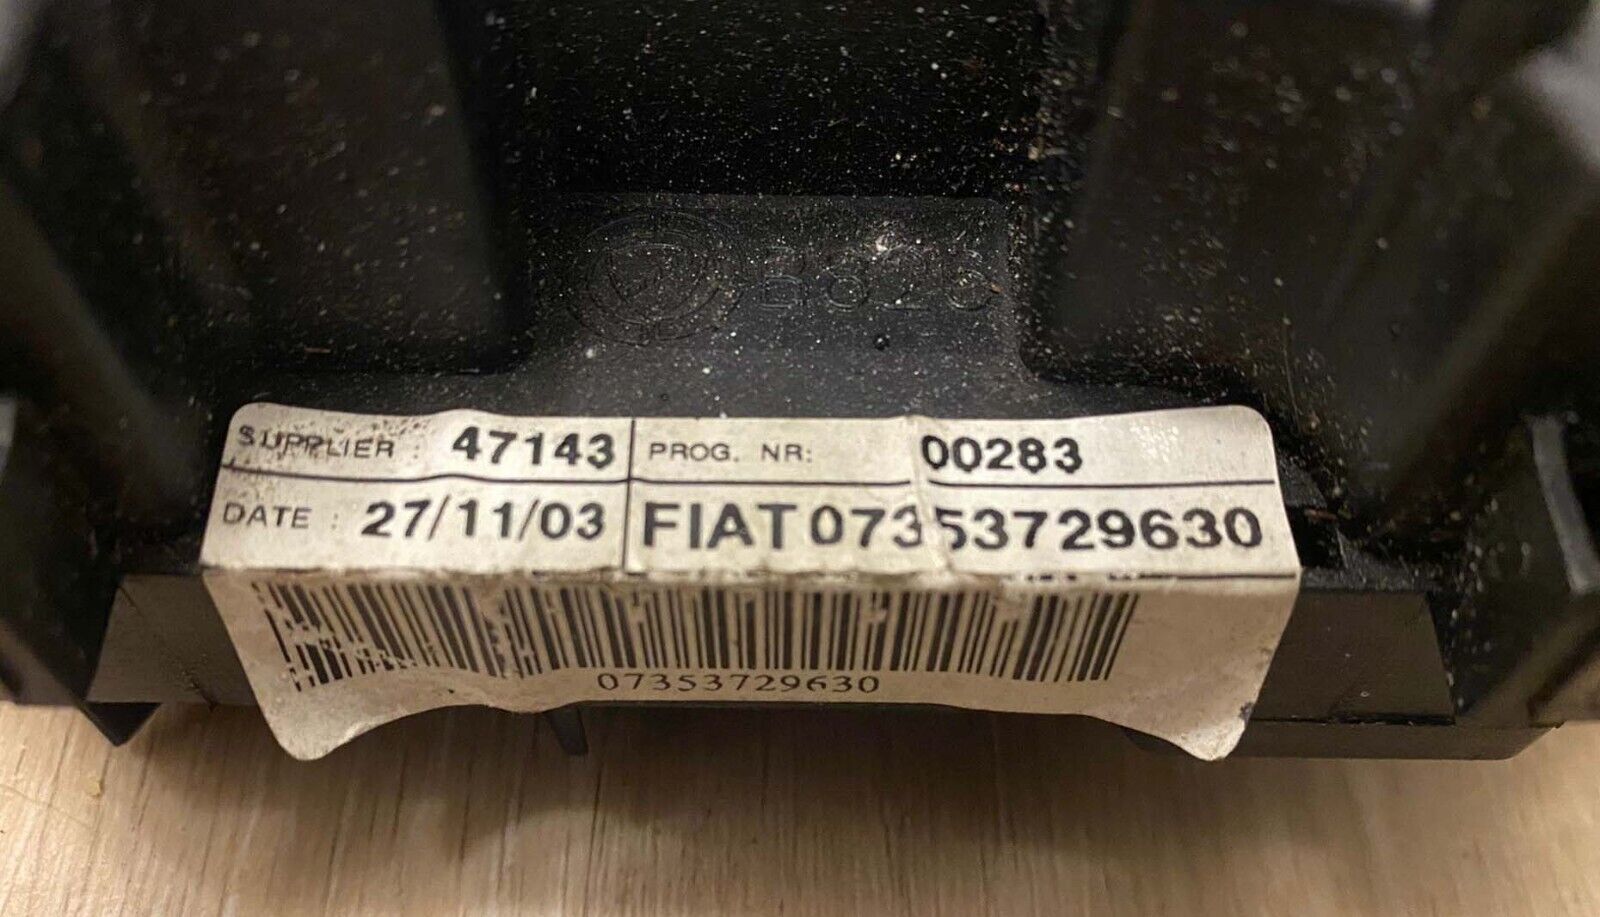 SUPPLIER : 47143 PROG. NR: 00283
DATE : 27/11/03 FIAT 07353729630
07353729630